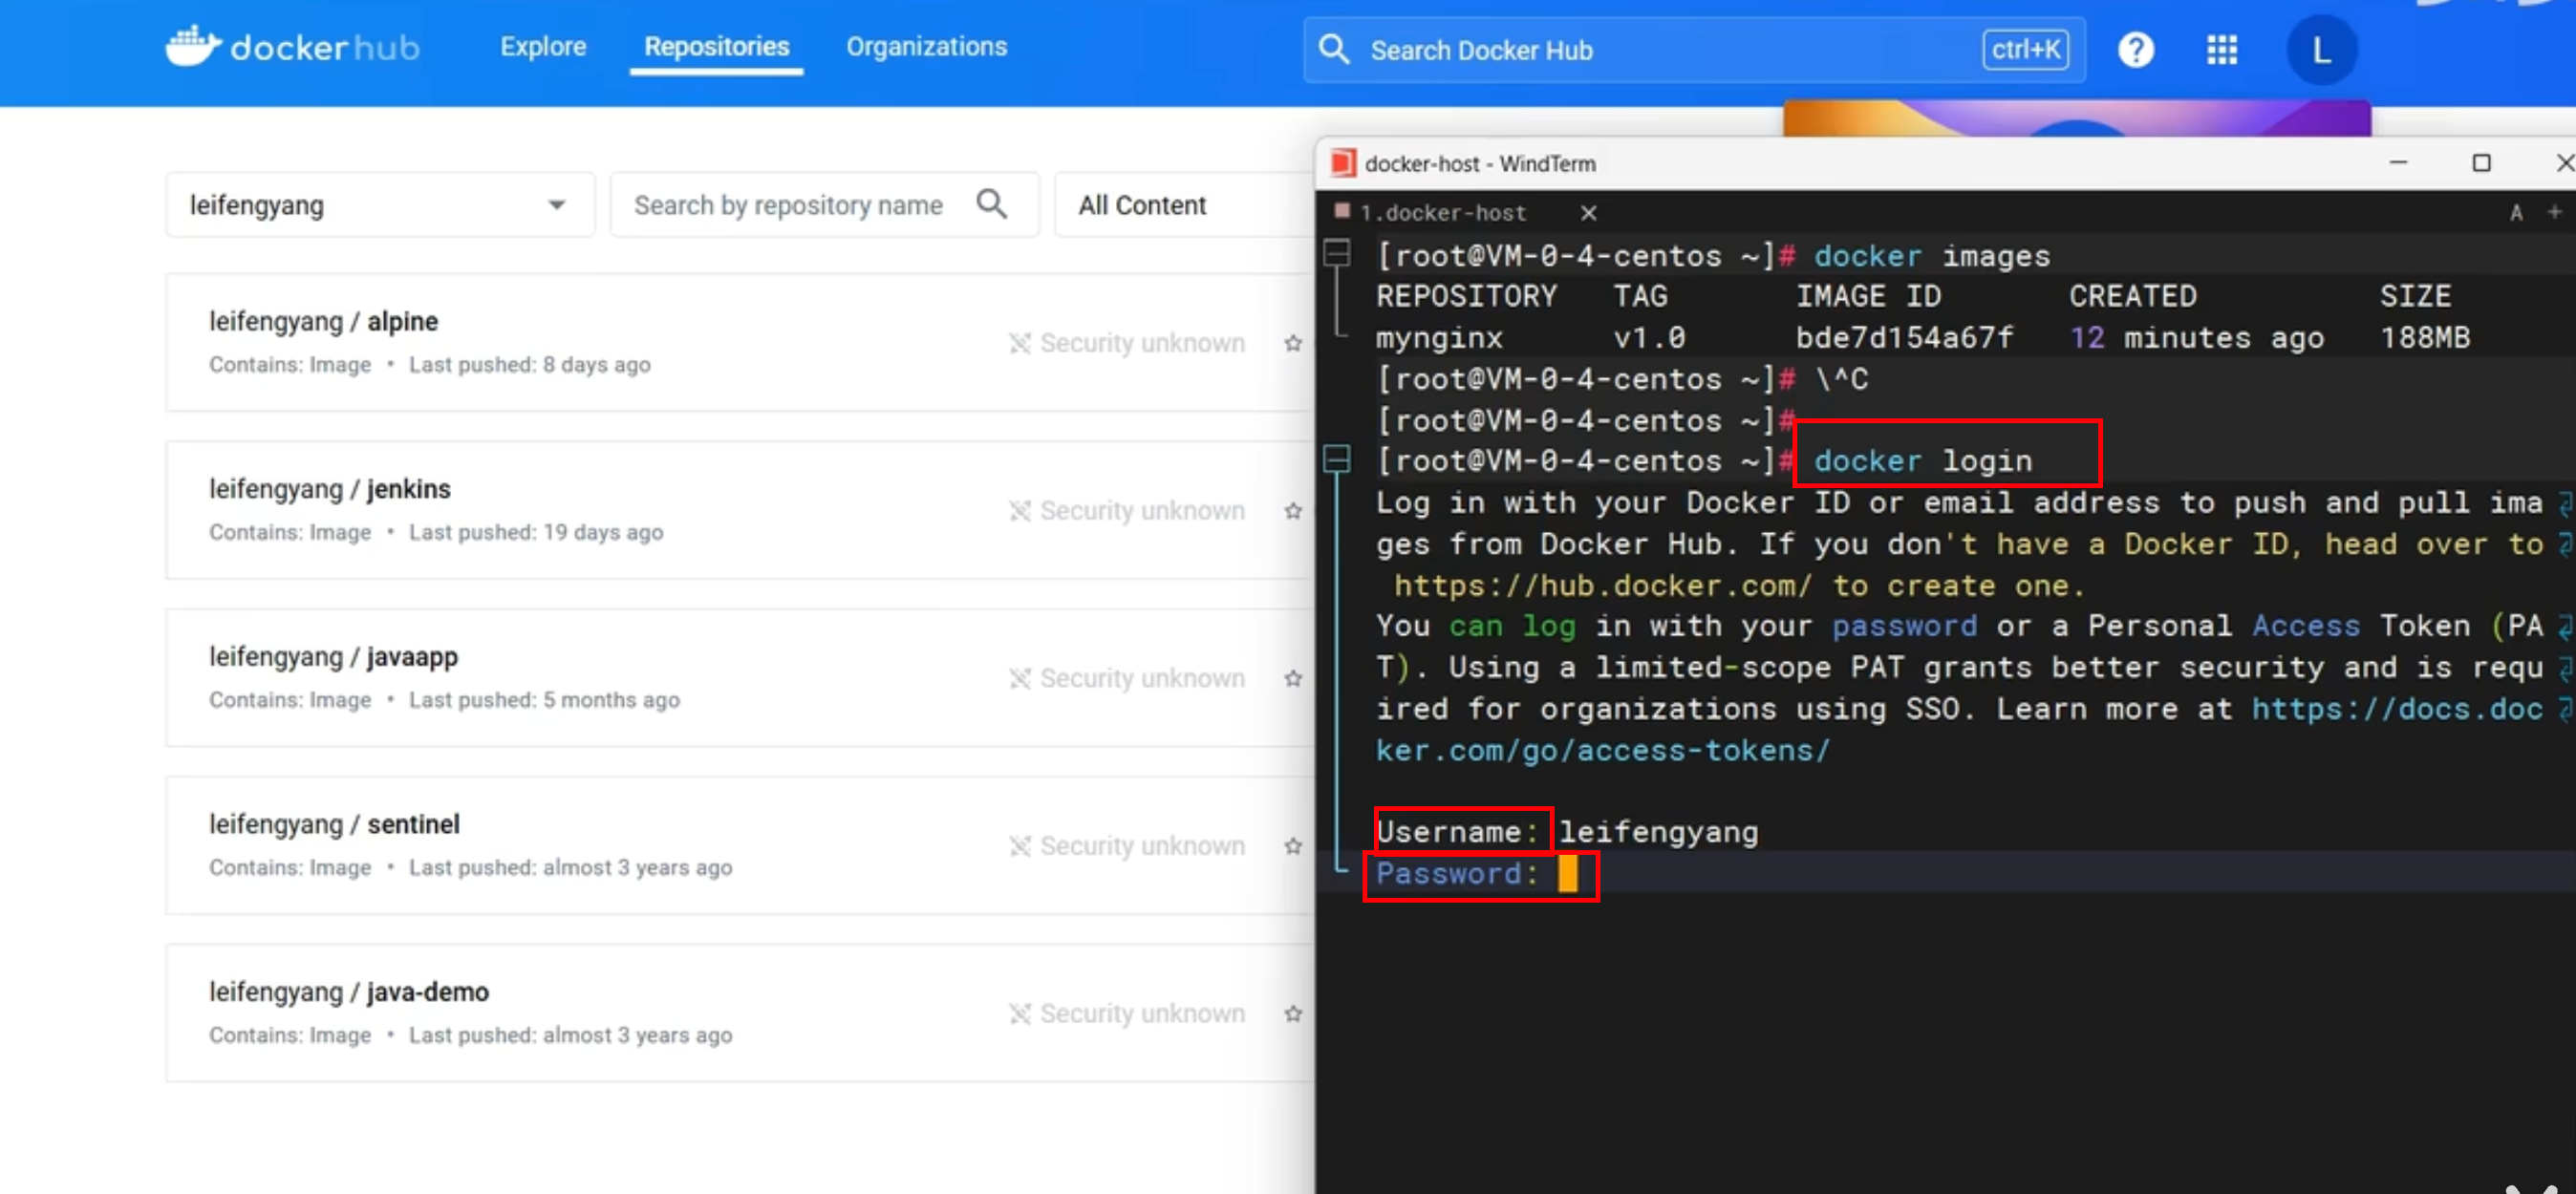 dockerhub
Explore
Repositories
Organizations
Search Docker Hub
ctrl+K
?
L
leifengyang
Search by repository name
All Content
leifengyang / alpine
Contains: Image • Last pushed: 8 days ago
Security unknown
leifengyang / jenkins
Contains: Image • Last pushed: 19 days ago
Security unknown
leifengyang / javaapp
Contains: Image • Last pushed: 5 months ago
Security unknown
leifengyang / sentinel
Contains: Image • Last pushed: almost 3 years ago
Security unknown
leifengyang / java-demo
Contains: Image • Last pushed: almost 3 years ago
Security unknown
docker-host - WindTerm
1.docker-host
A +
[root@VM-0-4-centos ~]# docker images
REPOSITORY TAG IMAGE ID CREATED SIZE
mynginx v1.0 bde7d154a67f 12 minutes ago 188MB
[root@VM-0-4-centos ~]# \^C
[root@VM-0-4-centos ~]#
[root@VM-0-4-centos ~]# docker login
Log in with your Docker ID or email address to push and pull ima
ges from Docker Hub. If you don't have a Docker ID, head over to
https://hub.docker.com/ to create one.
You can log in with your password or a Personal Access Token (PA
T). Using a limited-scope PAT grants better security and is requ
ired for organizations using SSO. Learn more at https://docs.doc
ker.com/go/access-tokens/
Username: leifengyang
Password: